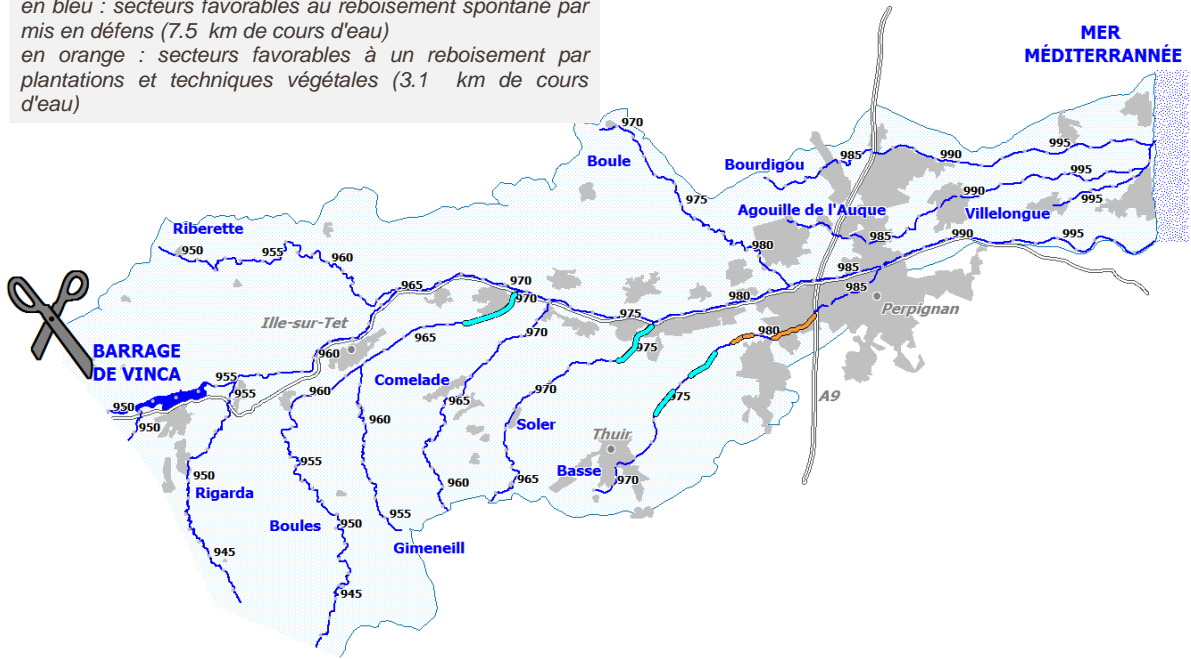 en bleu : secteurs favorables au reboisement spontané par
mis en défens (7.5 km de cours d'eau)
en orange : secteurs favorables à un reboisement par
plantations et techniques végétales (3.1 km de cours
d'eau)
MER
MÉDITERRANNÉE
970
Boule
Bourdigou
985
990
995
975
990
995
Agouille de l'Auque
Villelongue
995
Riberette
950
955
960
980
985
990
995
965
970
970
985
985
980
975
Perpignan
Ille-sur-Tet
965
970
980
960
975
BARRAGE
DE VINCA
955
Comelade
955
960
970
975
A9
950
950
965
960
Soler
Thuir
955
Basse
950
960
965
970
Rigarda
955
Boules
950
Gimeneill
945
945